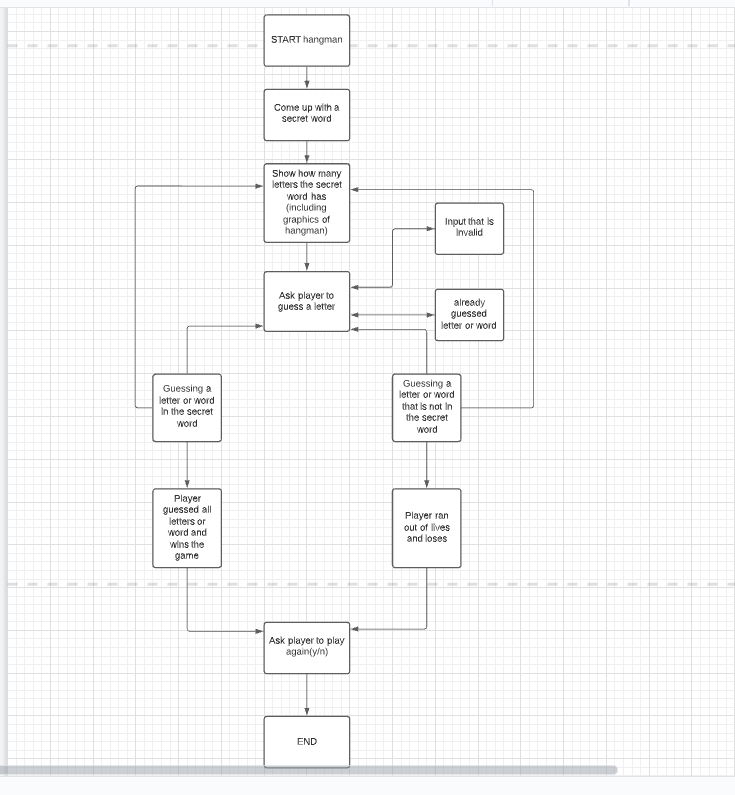 START hangman
Come up with a
secret word
Show how many
letters the secret
word has
(including
graphics of
hangman)
Input that is
invalid
Ask player to
guess a letter
already
guessed
letter or word
Guessing a
letter or word
in the secret
word
Guessing a
letter or word
that is not in
the secret
word
Player
guessed all
letters or
word and
wins the
game
Player ran
out of lives
and loses
Ask player to play
again(y/n)
END